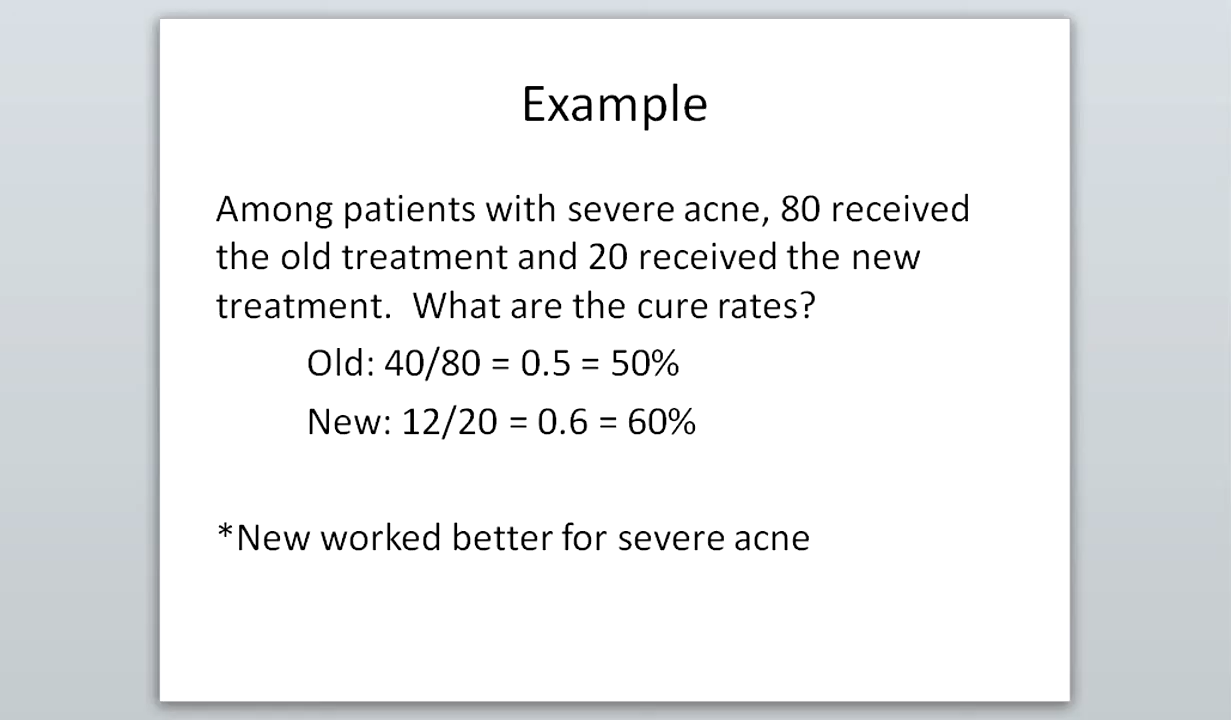 Example
Among patients with severe acne, 80 received
the old treatment and 20 received the new
treatment.  What are the cure rates?
Old: 40/80 = 0.5 = 50%
New: 12/20 = 0.6 = 60%
*New worked better for severe acne